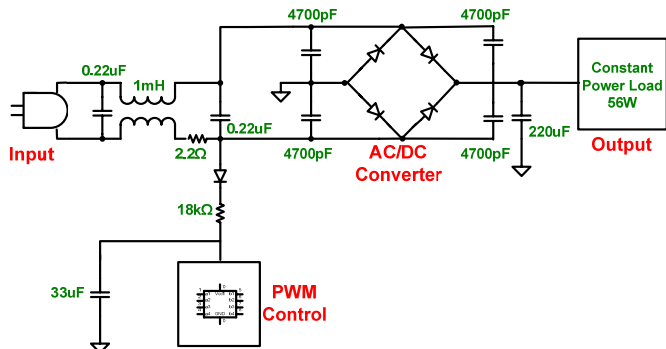 4700pF
4700pF
0.22uF
1mH
Constant
Power Load
56W
0.22uF
Input
2.2Ω
4700pF
AC/DC
Converter
4700pF
220uF
Output
18kΩ
33uF
PWM
Control